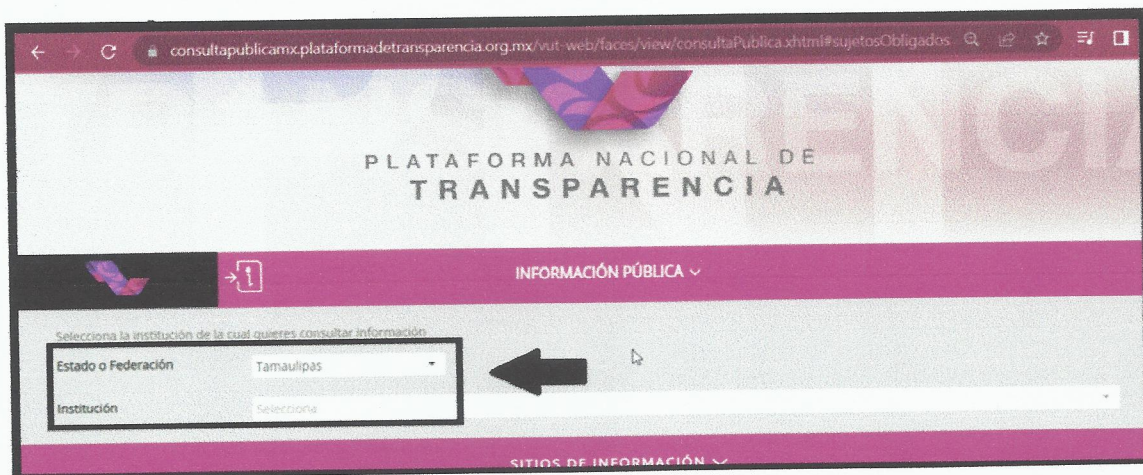 consultapublicamx.plataformadetransparencia.org.mx/vut-web/faces/view/consultaPublica.xhtml#sujetosObligados
PLATAFORMA NACIONAL DE
TRANSPARENCIA
INFORMACIÓN PÚBLICA
Selecciona la institución de la cual quieres consultar información
Estado o Federación Tamaulipas
Institución Selecciona
SITIOS DE INFORMACIÓN